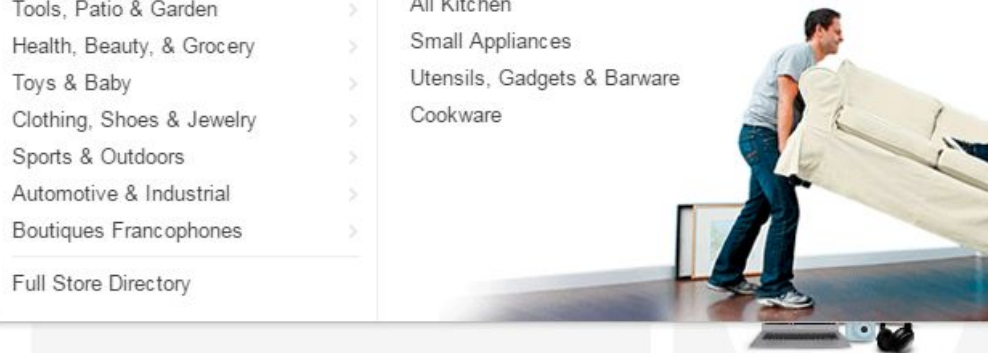 Tools, Patio & Garden
Health, Beauty, & Grocery
Toys & Baby
Clothing, Shoes & Jewelry
Sports & Outdoors
Automotive & Industrial
Boutiques Francophones
Full Store Directory
All Kitchen
Small Appliances
Utensils, Gadgets & Barware
Cookware